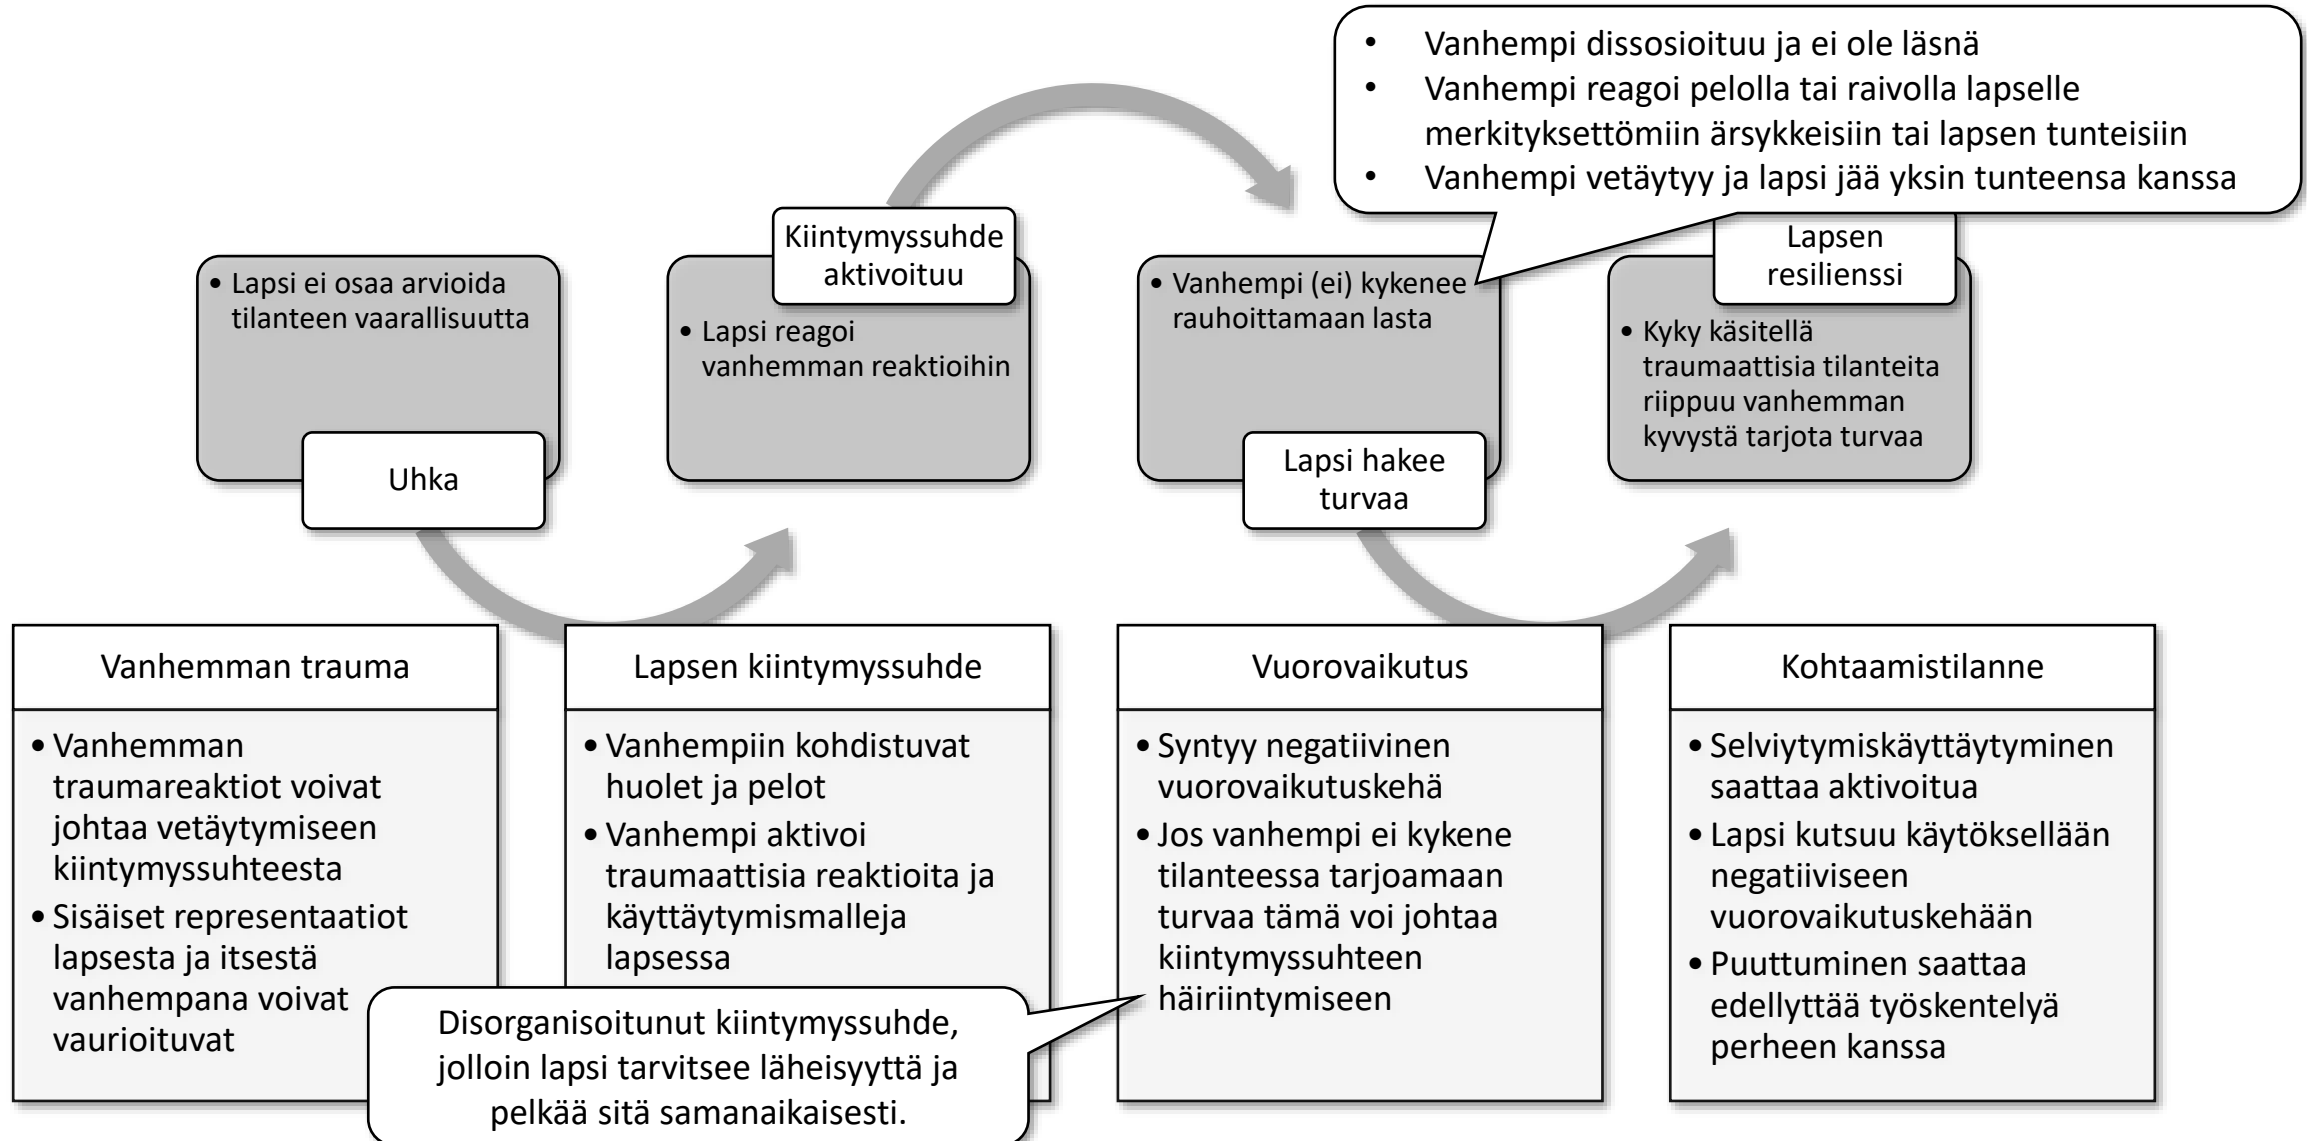 • Vanhempi dissosioituu ja ei ole läsnä
• Vanhempi reagoi pelolla tai raivolla lapselle
merkityksettömiin ärsykkeisiin tai lapsen tunteisiin
• Vanhempi vetäytyy ja lapsi jää yksin tunteensa kanssa
• Lapsi ei osaa arvioida
tilanteen vaarallisuutta
Uhka
Kiintymyssuhde
aktivoituu
• Lapsi reagoi
vanhemman reaktioihin
• Vanhempi (ei) kykenee
rauhoittamaan lasta
Lapsi hakee
turvaa
Lapsen
resilienssi
• Kyky käsitellä
traumaattisia tilanteita
riippuu vanhemman
kyvystä tarjota turvaa
Vanhemman trauma
• Vanhemman
traumareaktiot voivat
johtaa vetäytymiseen
kiintymyssuhteesta
• Sisäiset representaatiot
lapsesta ja itsestä
vanhempana voivat
vaurioituvat
Lapsen kiintymyssuhde
• Vanhempiin kohdistuvat
huolet ja pelot
• Vanhempi aktivoi
traumaattisia reaktioita ja
käyttäytymismalleja
lapsessa
Disorganisoitunut kiintymyssuhde,
jolloin lapsi tarvitsee läheisyyttä ja
pelkää sitä samanaikaisesti.
Vuorovaikutus
• Syntyy negatiivinen
vuorovaikutuskehä
• Jos vanhempi ei kykene
tilanteessa tarjoamaan
turvaa tämä voi johtaa
kiintymyssuhteen
häiriintymiseen
Kohtaamistilanne
• Selviytymiskäyttäytyminen
saattaa aktivoitua
• Lapsi kutsuu käytöksellään
negatiiviseen
vuorovaikutuskehään
• Puuttuminen saattaa
edellyttää työskentelyä
perheen kanssa